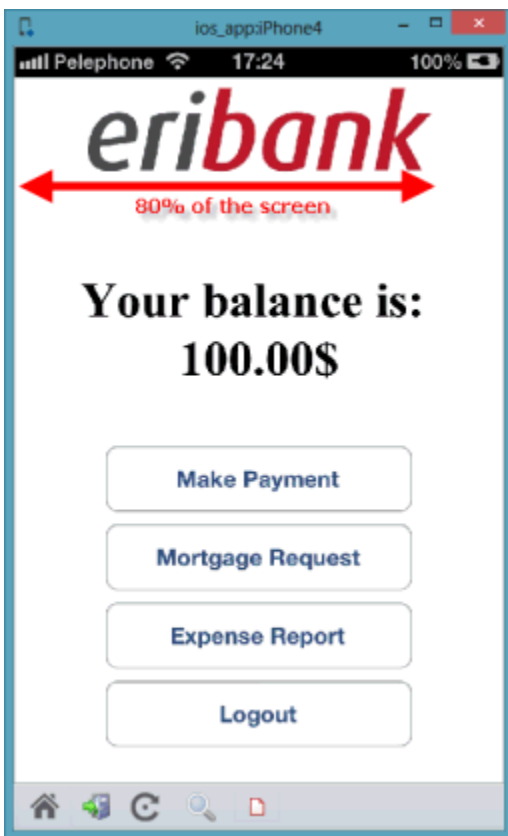 ios_app:iPhone4
Pelephone 17:24 100%
eribank
80% of the screen
Your balance is:
100.00$
Make Payment
Mortgage Request
Expense Report
Logout